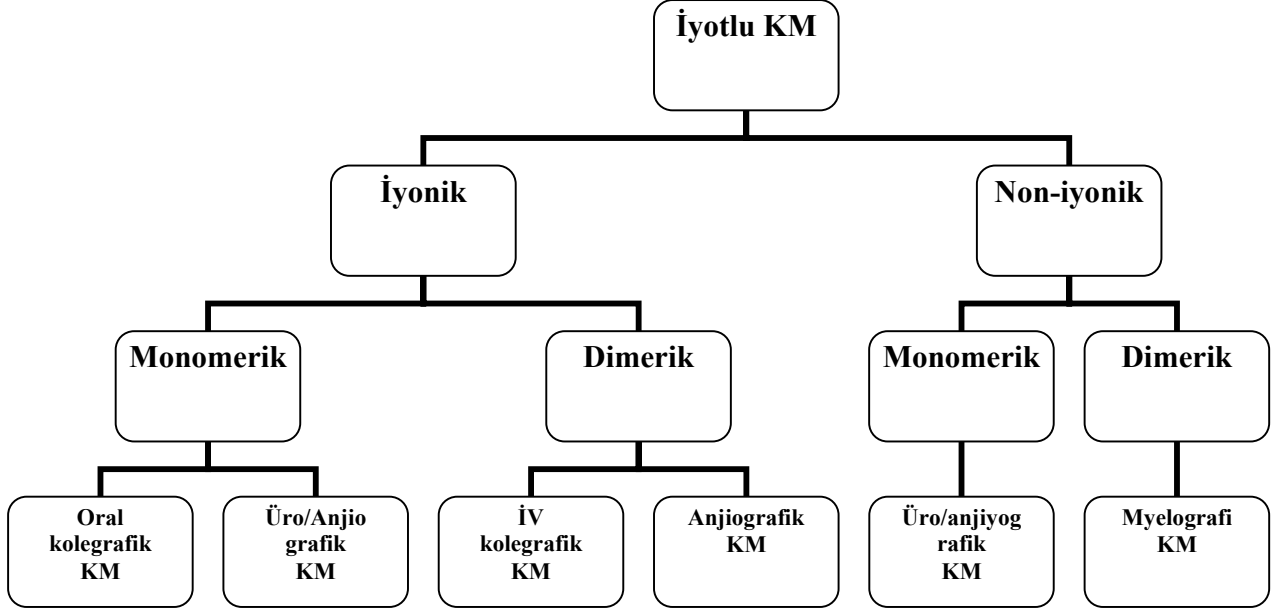 İyotlu KM
İyonik
Non-iyonik
Monomerik
Dimerik
Monomerik
Dimerik
Oral
kolegrafik
KM
Üro/Anjio
grafik
KM
İV
kolegrafik
KM
Anjiografik
KM
Üro/anjiyog
rafik
KM
Myelografi
KM